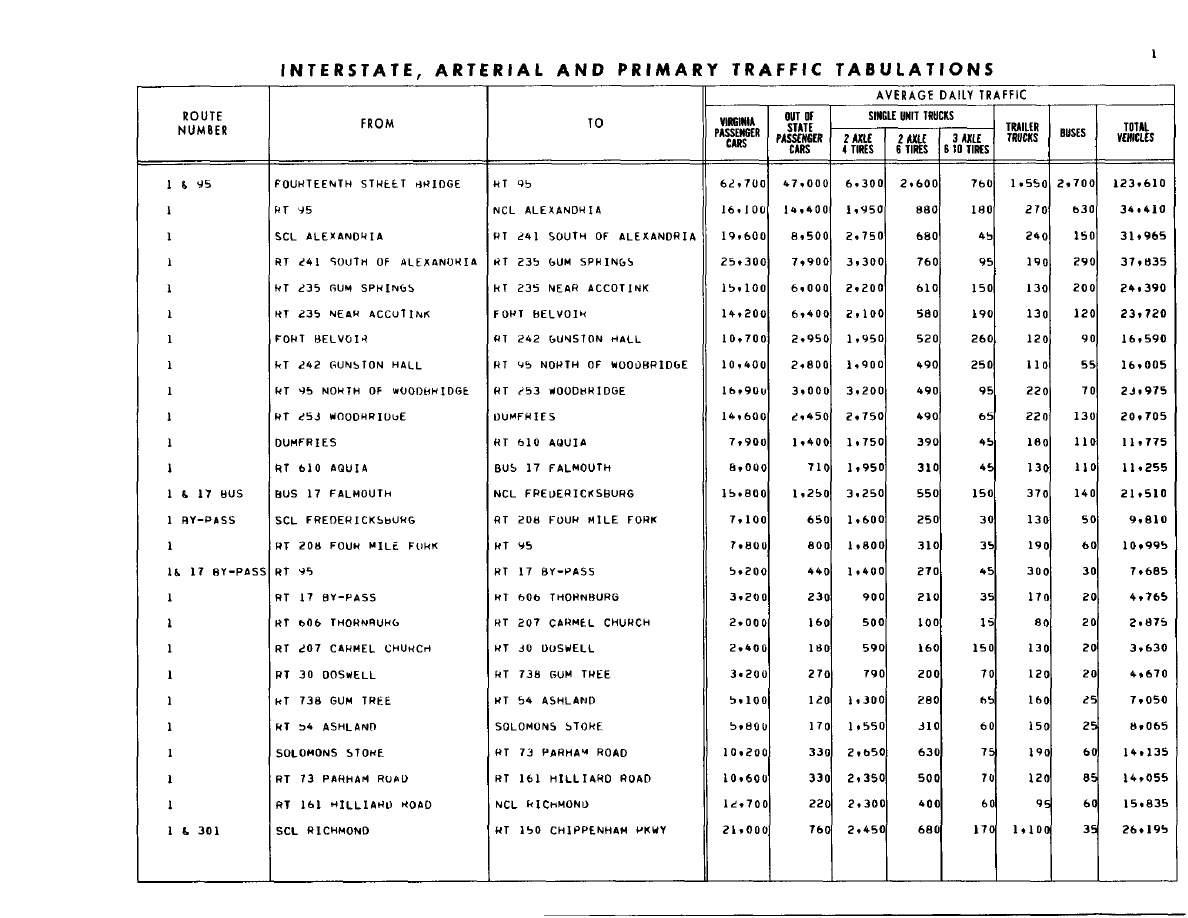 1
INTERSTATE, ARTERIAL AND PRIMARY TRAFFIC TABULATIONS
ROUTE NUMBER FROM TO AVERAGE DAILY TRAFFIC
VIRGINIA PASSENGER CARS OUT OF STATE PASSENGER CARS SINGLE UNIT TRUCKS TRAILER TRUCKS BUSES TOTAL VEHICLES
2 AXLE 4 TIRES 2 AXLE 6 TIRES 3 AXLE 6 10 TIRES
1 & 95 FOURTEENTH STREET BRIDGE RT 95 62,700 47,000 6,300 2,600 760 1,550 2,700 123,610
1 RT 95 NCL ALEXANDRIA 16,100 14,400 1,950 880 180 270 630 34,410
1 SCL ALEXANDRIA RT 241 SOUTH OF ALEXANDRIA 19,600 8,500 2,750 680 45 240 150 31,965
1 RT 241 SOUTH OF ALEXANDRIA RT 235 GUM SPRINGS 25,300 7,900 3,300 760 95 190 290 37,835
1 RT 235 GUM SPRINGS RT 235 NEAR ACCOTINK 15,100 6,000 2,200 610 150 130 200 24,390
1 RT 235 NEAR ACCOTINK FORT BELVOIR 14,200 6,400 2,100 580 190 130 120 23,720
1 FORT BELVOIR RT 242 GUNSTON HALL 10,700 2,950 1,950 520 260 120 90 16,590
1 RT 242 GUNSTON HALL RT 95 NORTH OF WOODBRIDGE 10,400 2,800 1,900 490 250 110 55 16,005
1 RT 95 NORTH OF WOODBRIDGE RT 253 WOODBRIDGE 16,900 3,000 3,200 490 95 220 70 23,975
1 RT 253 WOODBRIDGE DUMFRIES 14,600 2,450 2,750 490 65 220 130 20,705
1 DUMFRIES RT 610 AQUIA 7,900 1,400 1,750 390 45 180 110 11,775
1 RT 610 AQUIA BUS 17 FALMOUTH 8,000 710 1,950 310 45 130 110 11,255
1 & 17 BUS BUS 17 FALMOUTH NCL FREDERICKSBURG 15,800 1,250 3,250 550 150 370 140 21,510
1 BY-PASS SCL FREDERICKSBURG RT 208 FOUR MILE FORK 7,100 650 1,600 250 30 130 50 9,810
1 RT 208 FOUR MILE FORK RT 95 7,800 800 1,800 310 35 190 60 10,995
1& 17 BY-PASS RT 95 RT 17 BY-PASS 5,200 440 1,400 270 45 300 30 7,685
1 RT 17 BY-PASS RT 606 THORNBURG 3,200 230 900 210 35 170 20 4,765
1 RT 606 THORNBURG RT 207 CARMEL CHURCH 2,000 160 500 100 15 80 20 2,875
1 RT 207 CARMEL CHURCH RT 30 DOSWELL 2,400 180 590 160 150 130 20 3,630
1 RT 30 DOSWELL RT 738 GUM TREE 3,200 270 790 200 70 120 20 4,670
1 RT 738 GUM TREE RT 54 ASHLAND 5,100 120 1,300 280 65 160 25 7,050
1 RT 54 ASHLAND SOLOMONS STORE 5,800 170 1,550 310 60 150 25 8,065
1 SOLOMONS STORE RT 73 PARHAM ROAD 10,200 330 2,650 630 75 190 60 14,135
1 RT 73 PARHAM ROAD RT 161 HILLIARD ROAD 10,600 330 2,350 500 70 120 85 14,055
1 RT 161 HILLIARD ROAD NCL RICHMOND 12,700 220 2,300 400 60 95 60 15,835
1 & 301 SCL RICHMOND RT 150 CHIPPENHAM PKWY 21,000 760 2,450 680 170 1,100 35 26,195